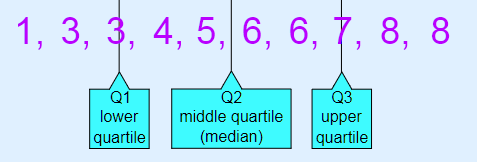 1, 3, 3, 4, 5, 6, 6, 7, 8, 8
Q1
lower
quartile
Q2
middle quartile
(median)
Q3
upper
quartile